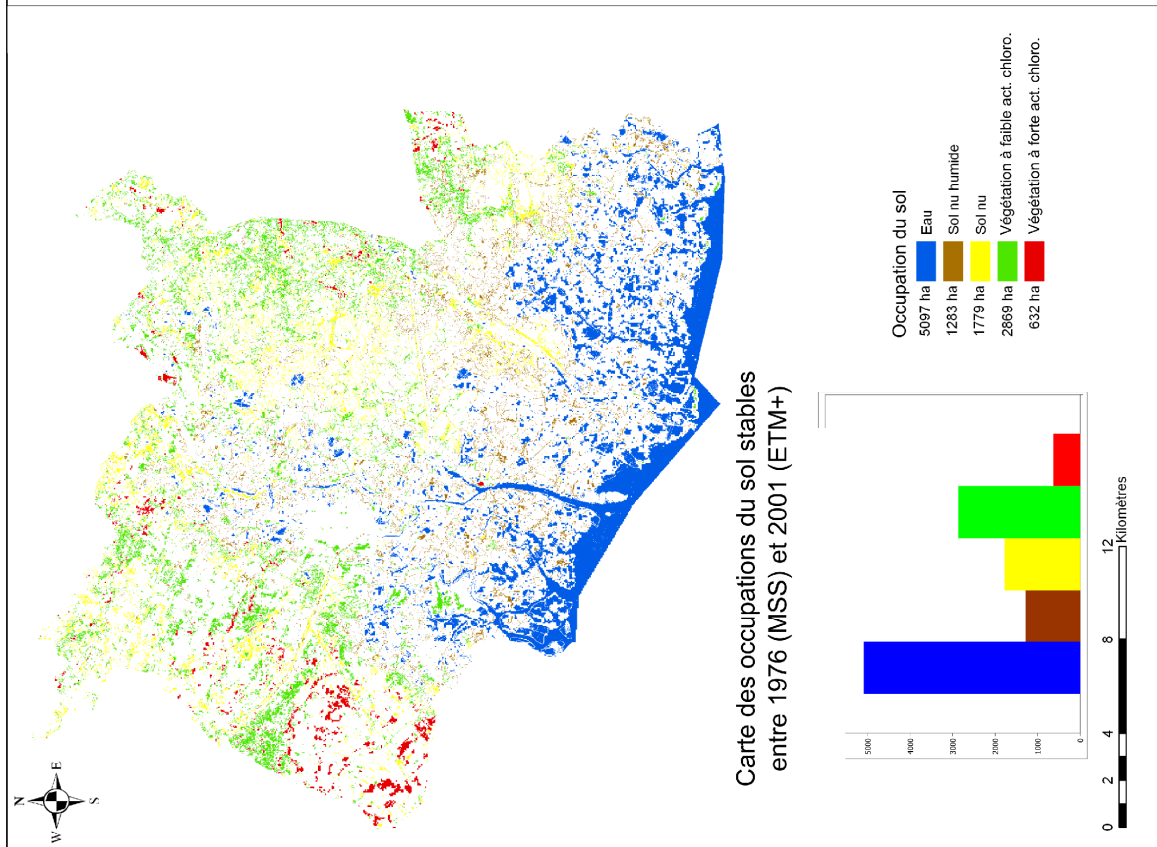 N
W
E
S
Carte des occupations du sol stables
entre 1976 (MSS) et 2001 (ETM+)
Occupation du sol
5097 ha Eau
1283 ha Sol nu humide
1779 ha Sol nu
2869 ha Végétation à faible act. chloro.
632 ha Végétation à forte act. chloro.
5000
4000
3000
2000
1000
0
0 2 4 8 12
Kilomètres